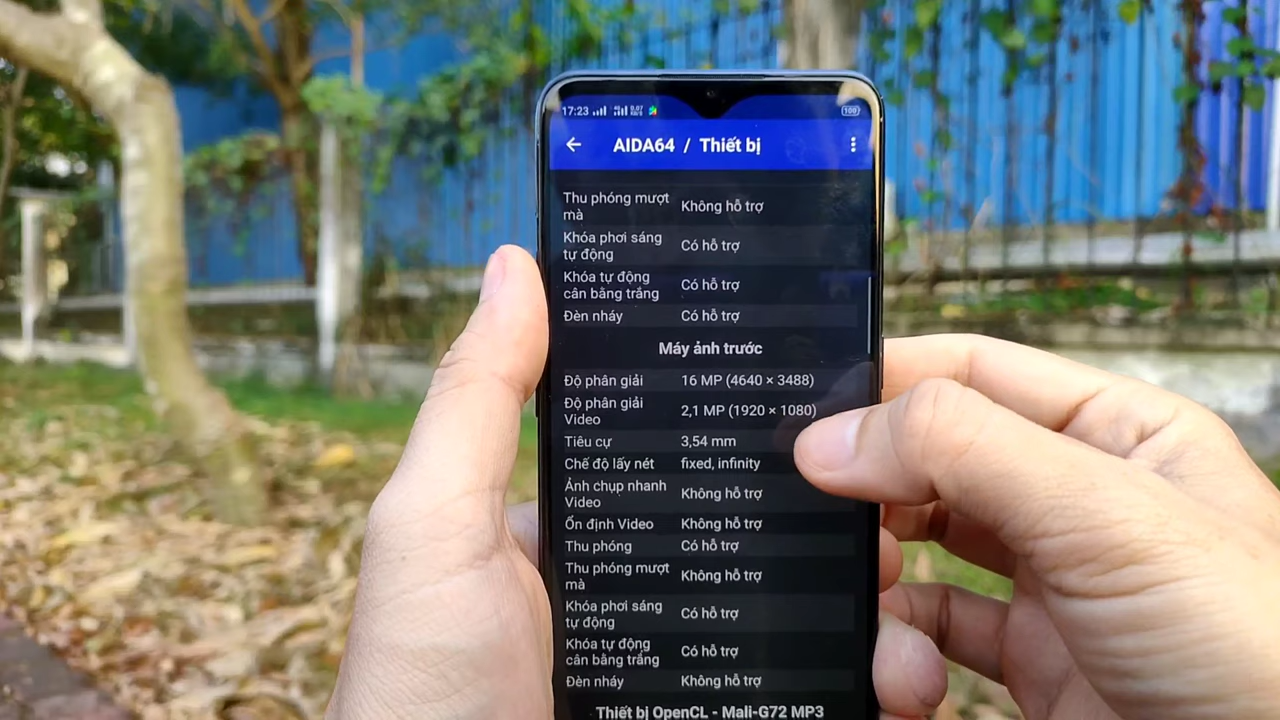 17:23
100
AIDA64 / Thiết bị
Thu phóng mượt
mà
Không hỗ trợ
Khóa phơi sáng
tự động
Có hỗ trợ
Khóa tự động
cân bằng trắng
Có hỗ trợ
Đèn nháy Có hỗ trợ
Máy ảnh trước
Độ phân giải 16 MP (4640 × 3488)
Độ phân giải
Video
2,1 MP (1920 × 1080)
Tiêu cự 3,54 mm
Chế độ lấy nét fixed, infinity
Ảnh chụp nhanh
Video
Không hỗ trợ
Ổn định Video Không hỗ trợ
Thu phóng Có hỗ trợ
Thu phóng mượt
mà
Không hỗ trợ
Khóa phơi sáng
tự động
Có hỗ trợ
Khóa tự động
cân bằng trắng
Có hỗ trợ
Đèn nháy Không hỗ trợ
Thiết bị OpenCL - Mali-G72 MP3